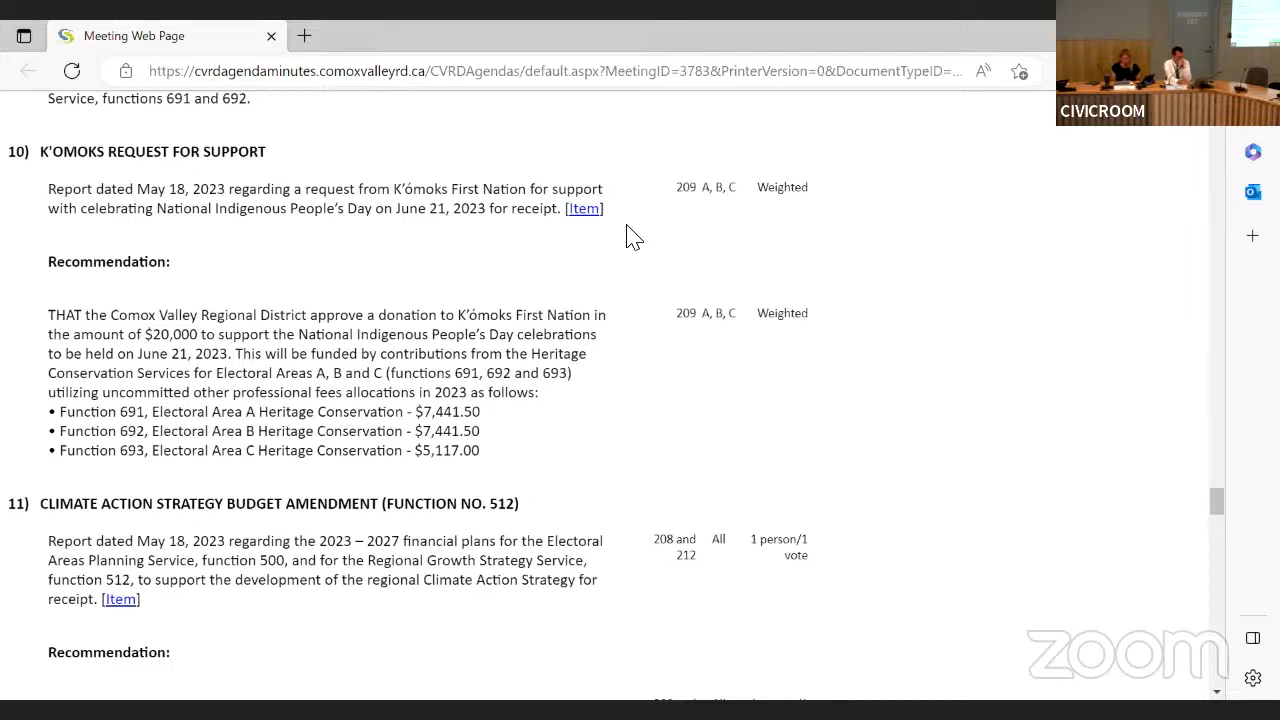 Meeting Web Page
https://cvrdagendaminutes.comoxvalleyrd.ca/CVRDAgendas/default.aspx?MeetingID=3783&PrinterVersion=0&DocumentTypeID=...
CIVICROOM
Service, functions 691 and 692.
10) K'OMOKS REQUEST FOR SUPPORT
Report dated May 18, 2023 regarding a request from K’ómoks First Nation for support 209 A, B, C Weighted
with celebrating National Indigenous People’s Day on June 21, 2023 for receipt. [Item]
Recommendation:
THAT the Comox Valley Regional District approve a donation to K’ómoks First Nation in 209 A, B, C Weighted
the amount of $20,000 to support the National Indigenous People’s Day celebrations
to be held on June 21, 2023. This will be funded by contributions from the Heritage
Conservation Services for Electoral Areas A, B and C (functions 691, 692 and 693)
utilizing uncommitted other professional fees allocations in 2023 as follows:
• Function 691, Electoral Area A Heritage Conservation - $7,441.50
• Function 692, Electoral Area B Heritage Conservation - $7,441.50
• Function 693, Electoral Area C Heritage Conservation - $5,117.00
11) CLIMATE ACTION STRATEGY BUDGET AMENDMENT (FUNCTION NO. 512)
Report dated May 18, 2023 regarding the 2023 – 2027 financial plans for the Electoral 208 and All 1 person/1
Areas Planning Service, function 500, and for the Regional Growth Strategy Service, 212 vote
function 512, to support the development of the regional Climate Action Strategy for
receipt. [Item]
Recommendation:
zoom